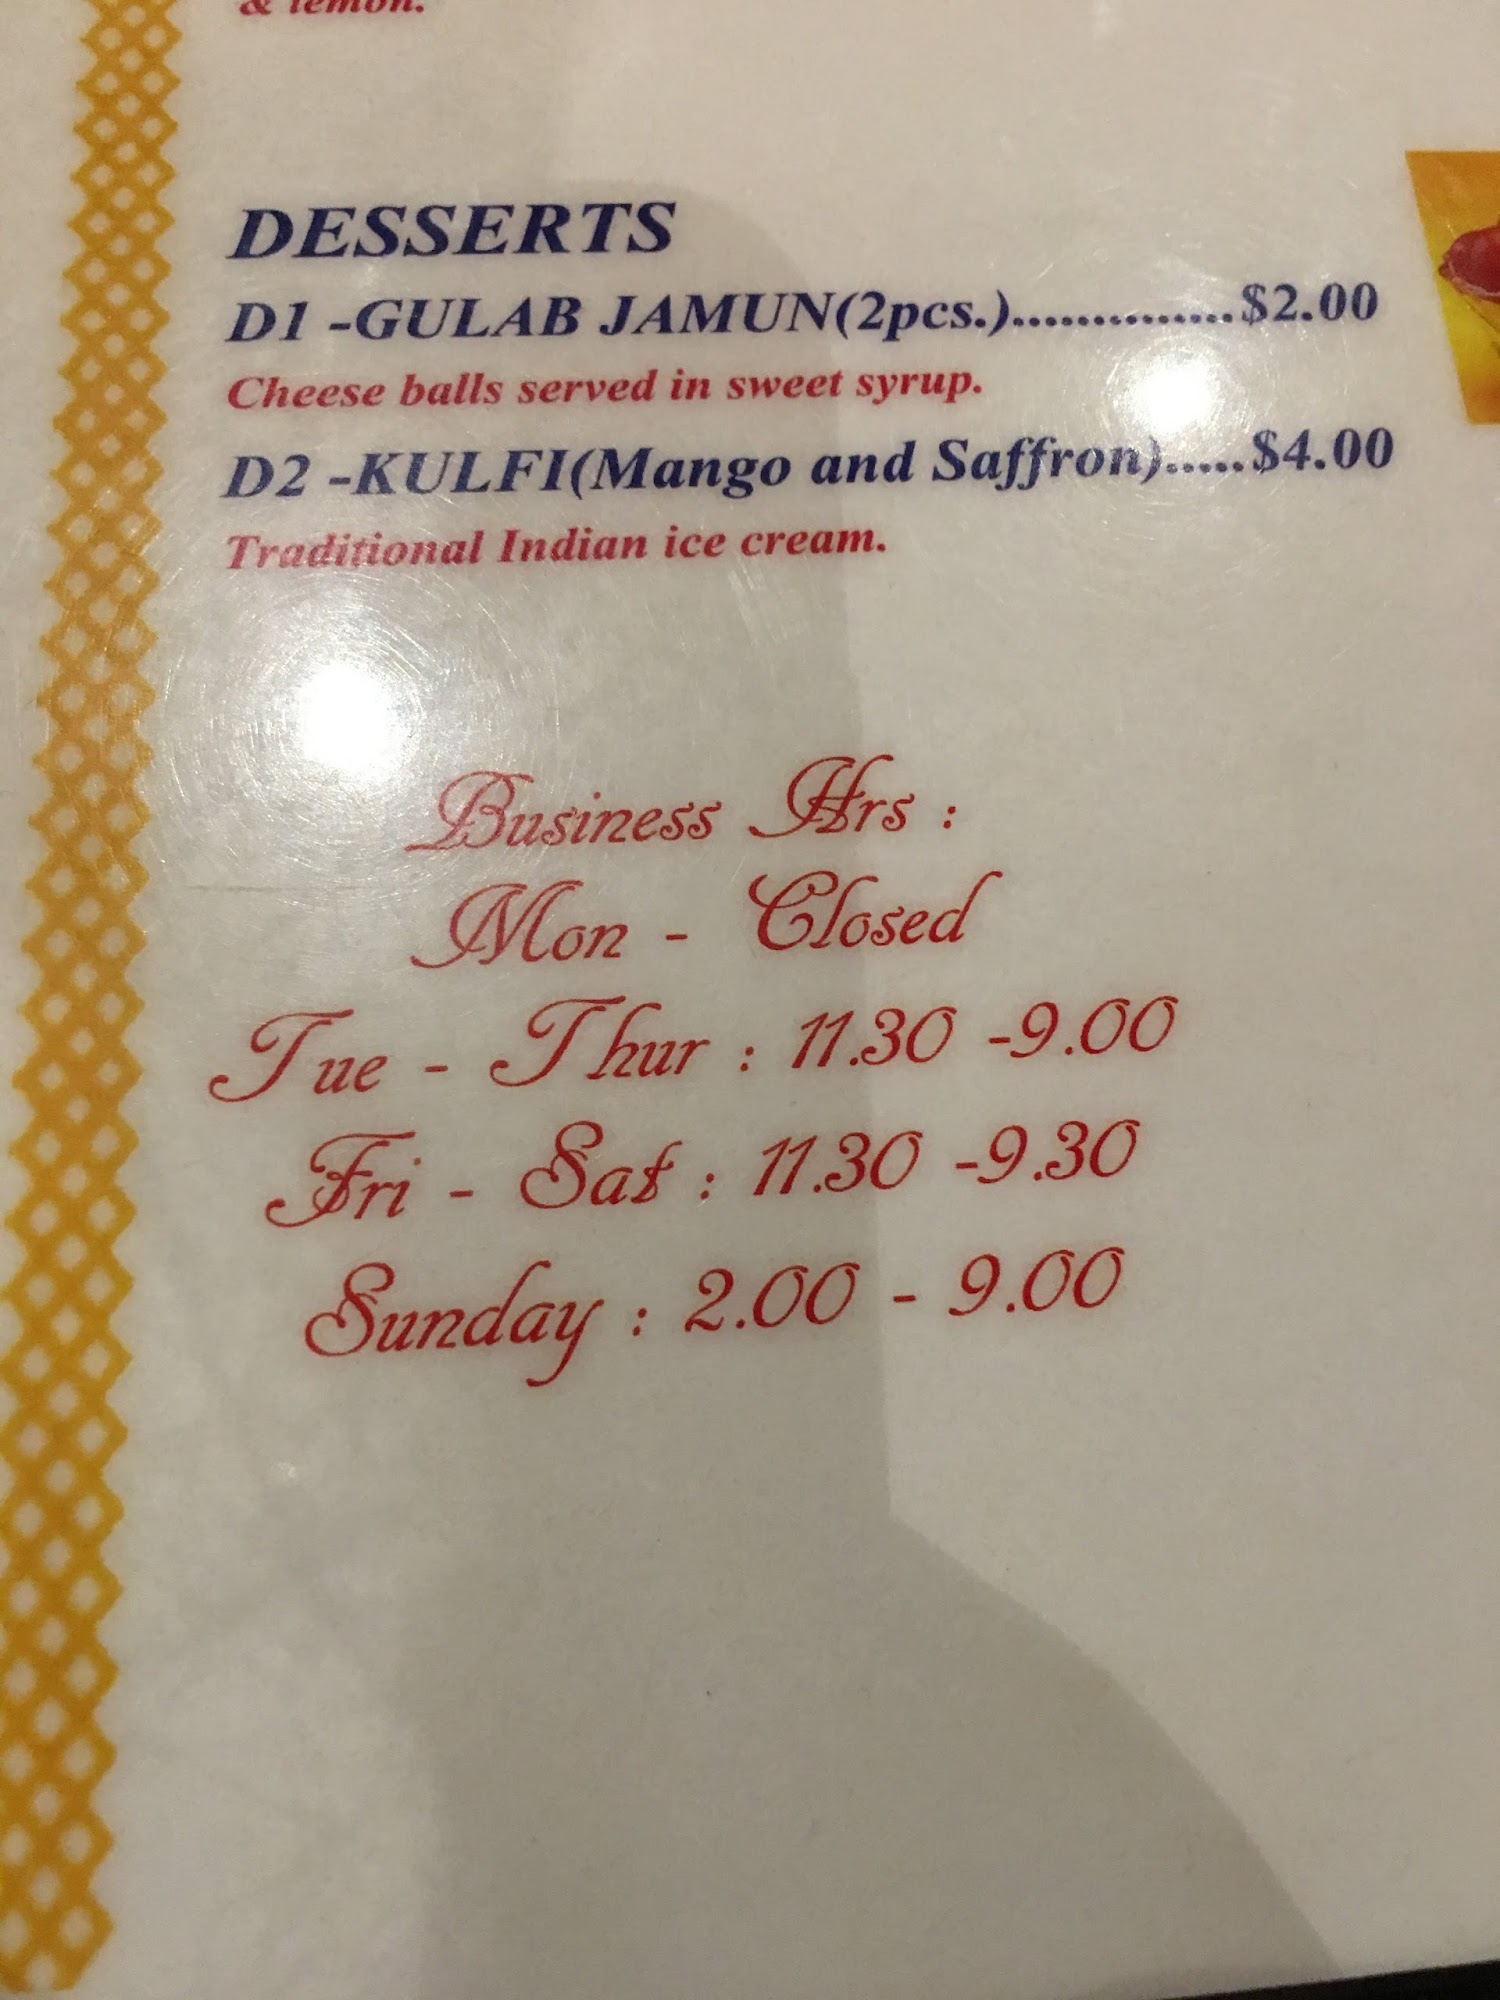 & lemon.
DESSERTS
D1 -GULAB JAMUN(2pcs.)..............$2.00
Cheese balls served in sweet syrup.
D2 -KULFI(Mango and Saffron).....$4.00
Traditional Indian ice cream.
Business Hrs :
Mon - Closed
Tue - Thur : 11.30 -9.00
Fri - Sat : 11.30 -9.30
Sunday : 2.00 - 9.00